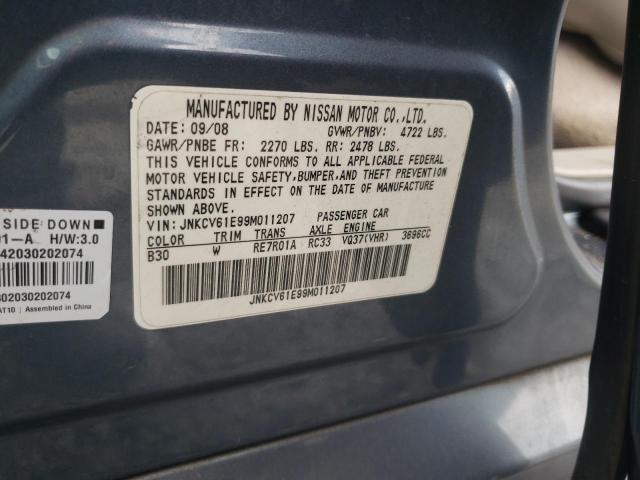 MANUFACTURED BY NISSAN MOTOR CO.,LTD.
DATE: 09/08 GVWR/PNBV: 4722 LBS.
GAWR/PNBE FR: 2270 LBS. RR: 2478 LBS.
THIS VEHICLE CONFORMS TO ALL APPLICABLE FEDERAL
MOTOR VEHICLE SAFETY, BUMPER, AND THEFT PREVENTION
STANDARDS IN EFFECT ON THE DATE OF MANUFACTURE
SHOWN ABOVE.
VIN: JNKCV61E99M011207 PASSENGER CAR
COLOR TRIM TRANS AXLE ENGINE
B30 W RE7R01A RC33 VQ37(VHR) 3696CC
JNKCV61E99M011207
SIDE DOWN
01-A H/W:3.0
42030202074
02030202074
AT10 | Assembled in China